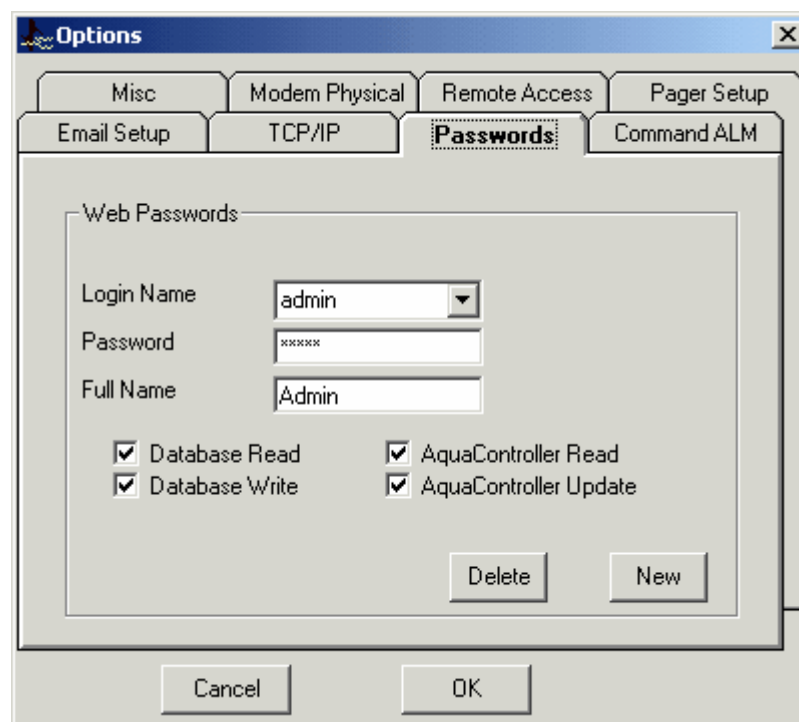 Options
Misc Modem Physical Remote Access Pager Setup
Email Setup TCP/IP Passwords Command ALM
Web Passwords
Login Name admin
Password xxxxx
Full Name Admin
Database Read AquaController Read
Database Write AquaController Update
Delete New
Cancel OK